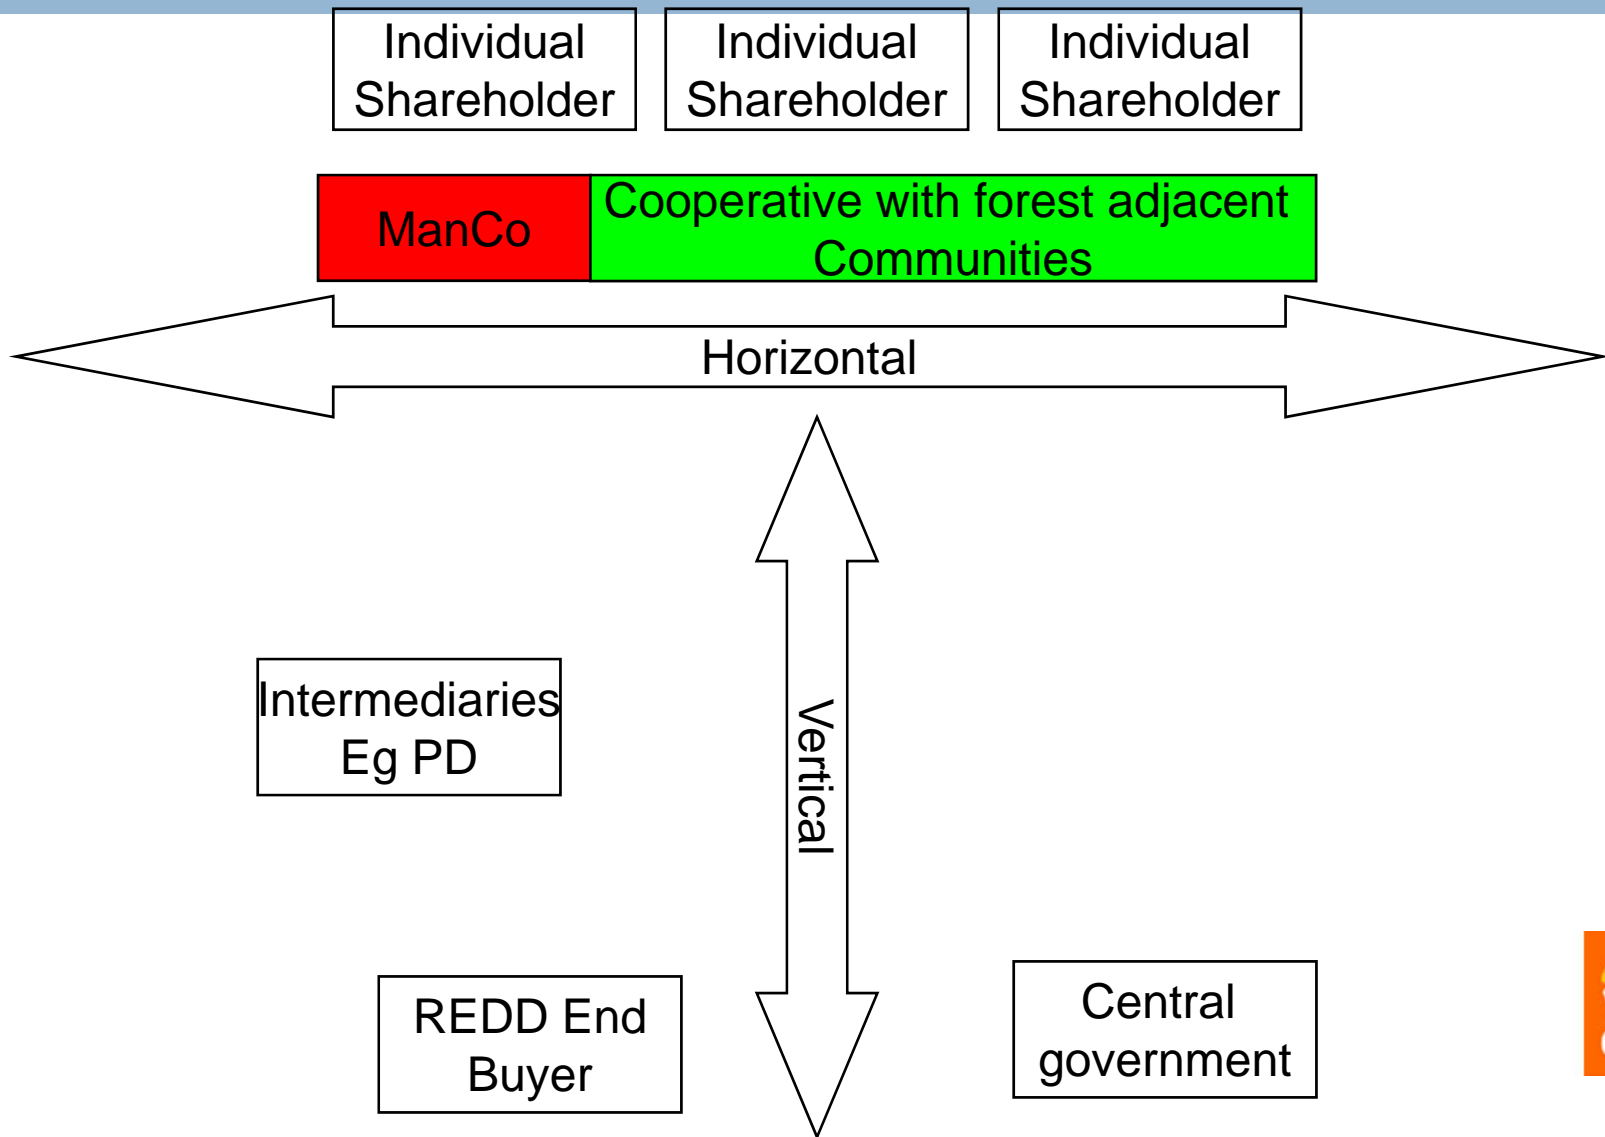 Individual
Shareholder
Individual
Shareholder
Individual
Shareholder
ManCo
Cooperative with forest adjacent
Communities
Horizontal
Vertical
Intermediaries
Eg PD
REDD End
Buyer
Central
government